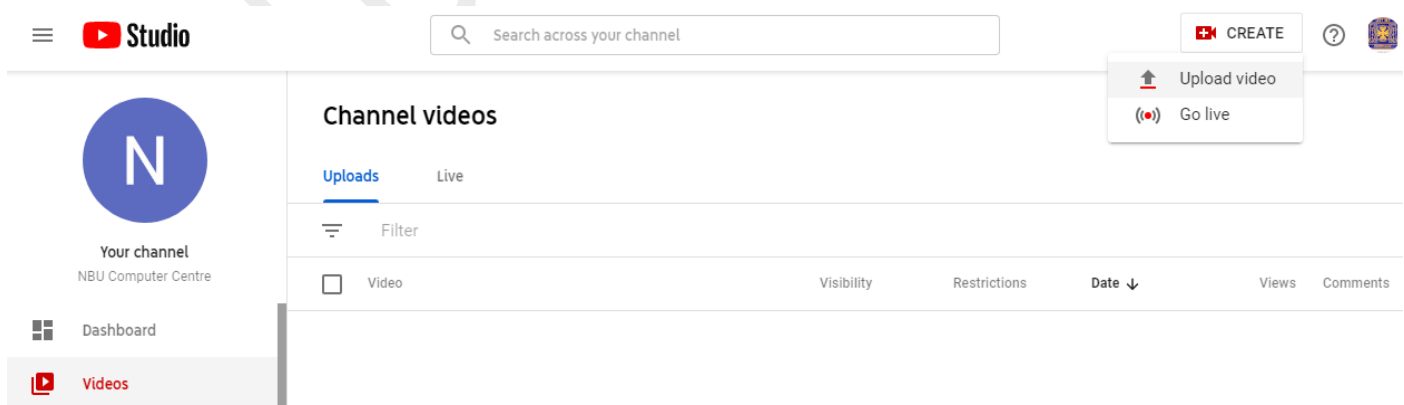 Studio
Search across your channel
CREATE
Upload video
Go live
N
Your channel
NBU Computer Centre
Dashboard
Videos
Channel videos
Uploads Live
Filter
Video Visibility Restrictions Date Views Comments